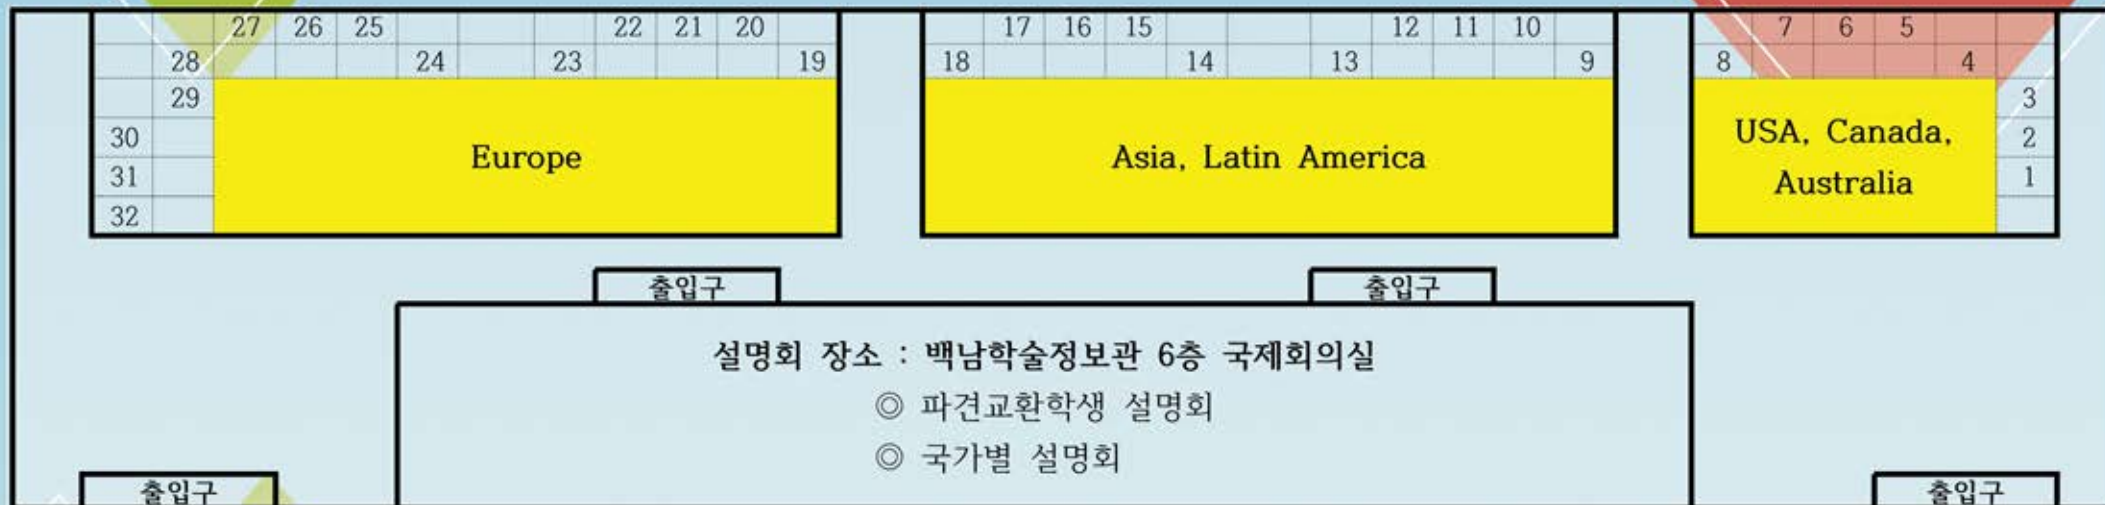 27 26 25 22 21 20 17 16 15 12 11 10 7 6 5
28 24 23 19 18 14 13 9 8 4
29 3
30 2
31 1
32
Europe
Asia, Latin America
USA, Canada,
Australia
출입구 출입구
설명회 장소 : 백남학술정보관 6층 국제회의실
◎ 파견교환학생 설명회
◎ 국가별 설명회
출입구 출입구